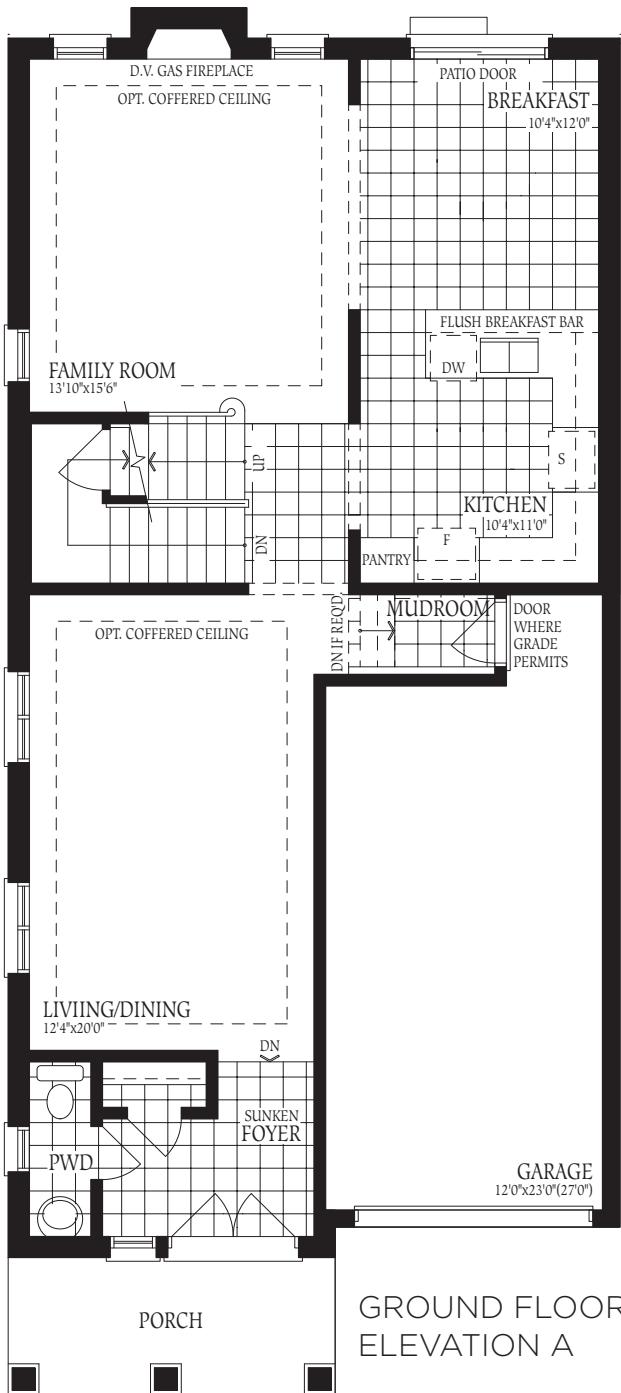 D.V. GAS FIREPLACE
OPT. COFFERED CEILING
PATIO DOOR
BREAKFAST
10'4"x12'0"
FLUSH BREAKFAST BAR
DW
FAMILY ROOM
13'10"x15'6"
UP
S
KITCHEN
10'4"x11'0"
DN
F
PANTRY
OPT. COFFERED CEILING
DN IF REQ'D.
MUDROOM
DOOR
WHERE
GRADE
PERMITS
LIVIING/DINING
12'4"x20'0"
DN
SUNKEN
FOYER
PWD
GARAGE
12'0"x23'0"(27'0")
PORCH
GROUND FLOOR
ELEVATION A